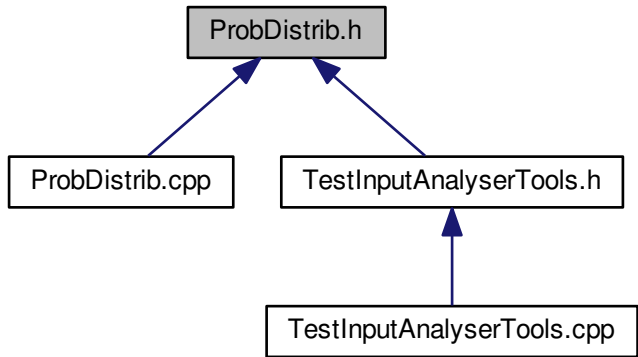 ProbDistrib.h
ProbDistrib.cpp
TestInputAnalyserTools.h
TestInputAnalyserTools.cpp